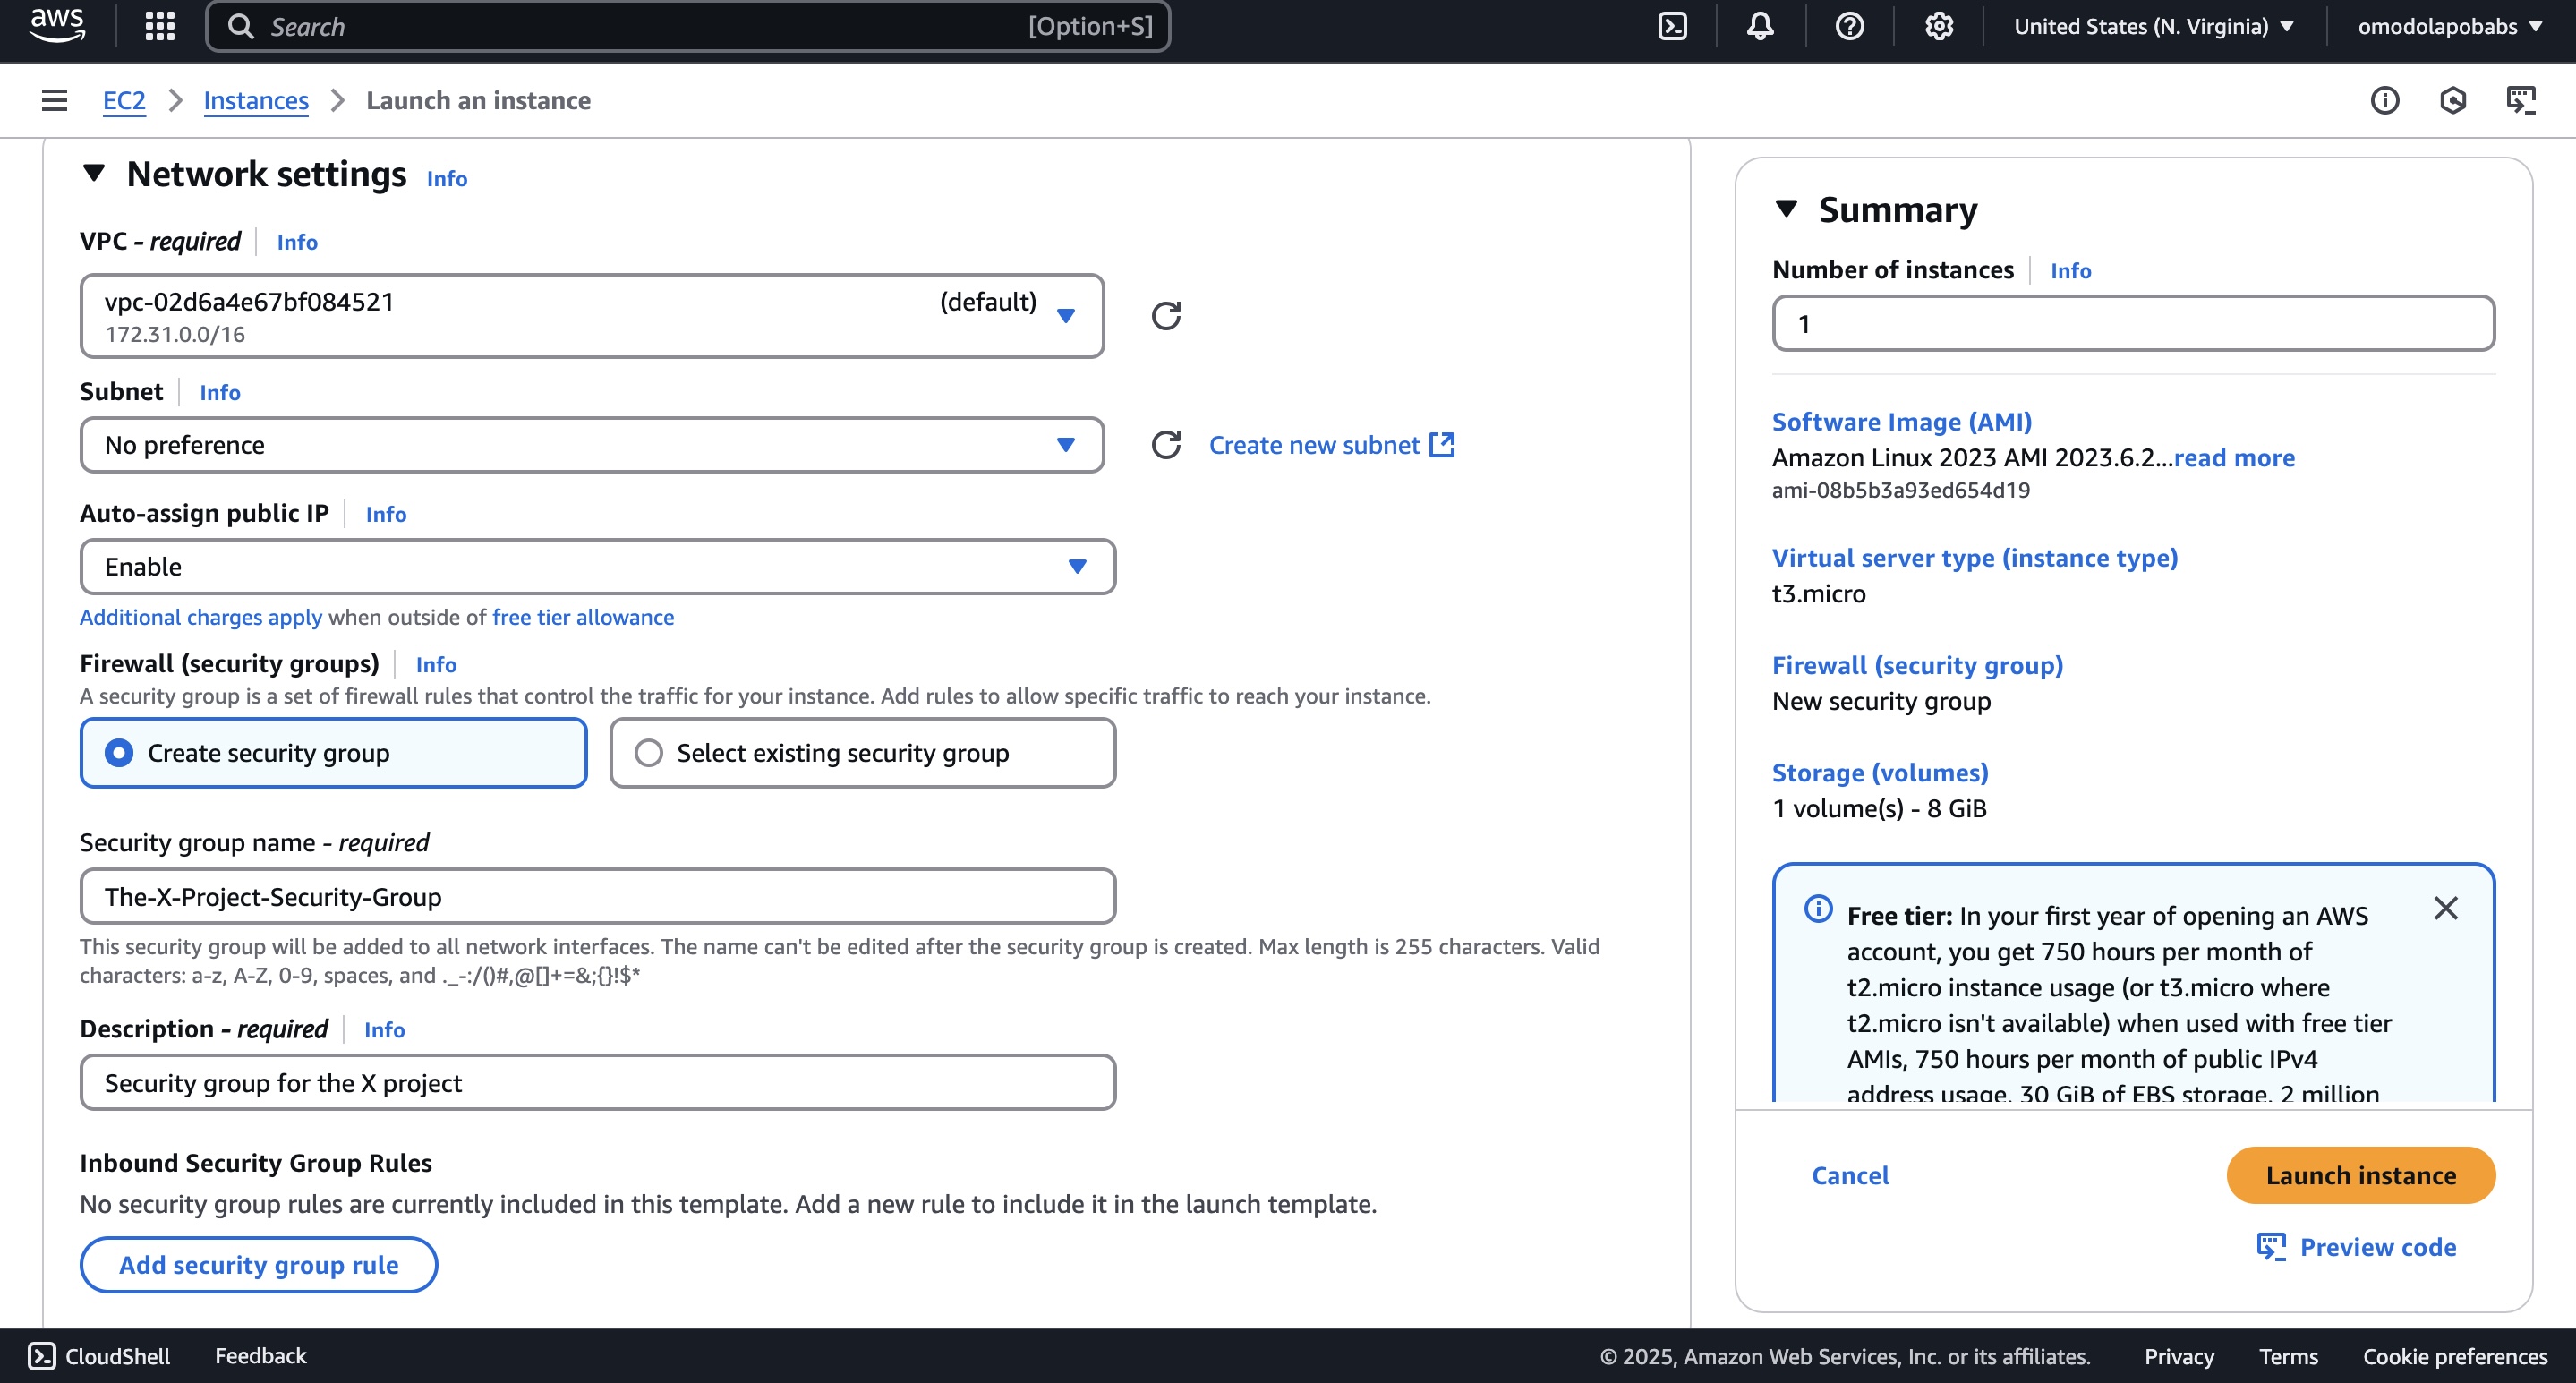 aws
Search [Option+S]
United States (N. Virginia)
omodolapobabs
EC2
Instances
Launch an instance
Network settings Info
VPC - required Info
vpc-02d6a4e67bf084521 (default)
172.31.0.0/16
Subnet Info
No preference
Create new subnet
Auto-assign public IP Info
Enable
Additional charges apply when outside of free tier allowance
Firewall (security groups) Info
A security group is a set of firewall rules that control the traffic for your instance. Add rules to allow specific traffic to reach your instance.
Create security group
Select existing security group
Security group name - required
The-X-Project-Security-Group
This security group will be added to all network interfaces. The name can't be edited after the security group is created. Max length is 255 characters. Valid
characters: a-z, A-Z, 0-9, spaces, and ._-:/()#,@[]+=&;{}!$*
Description - required Info
Security group for the X project
Inbound Security Group Rules
No security group rules are currently included in this template. Add a new rule to include it in the launch template.
Add security group rule
Summary
Number of instances Info
1
Software Image (AMI)
Amazon Linux 2023 AMI 2023.6.2...read more
ami-08b5b3a93ed654d19
Virtual server type (instance type)
t3.micro
Firewall (security group)
New security group
Storage (volumes)
1 volume(s) - 8 GiB
Free tier: In your first year of opening an AWS
account, you get 750 hours per month of
t2.micro instance usage (or t3.micro where
t2.micro isn't available) when used with free tier
AMIs, 750 hours per month of public IPv4
address usage, 30 GiB of EBS storage, 2 million
Cancel
Launch instance
Preview code
CloudShell
Feedback
© 2025, Amazon Web Services, Inc. or its affiliates.
Privacy
Terms
Cookie preferences